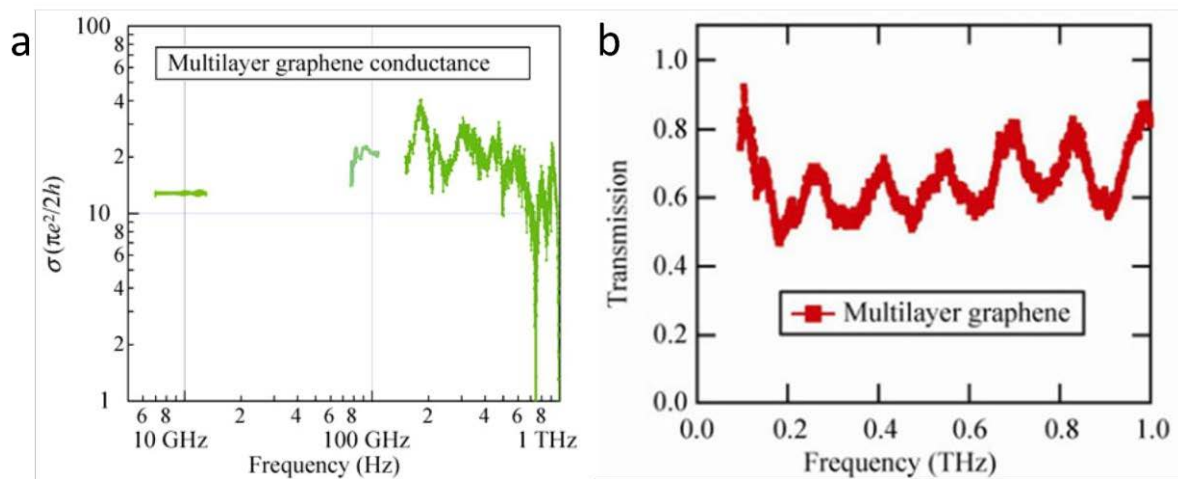 a
100
8
6
4
2
10
8
6
4
2
1
σ(πe²/2h)
Multilayer graphene conductance
6 8 2 4 6 8 2 4 6 8
10 GHz 100 GHz 1 THz
Frequency (Hz)
b
1.0
0.8
0.6
0.4
0.2
0.0
Transmission
Multilayer graphene
0.0 0.2 0.4 0.6 0.8 1.0
Frequency (THz)